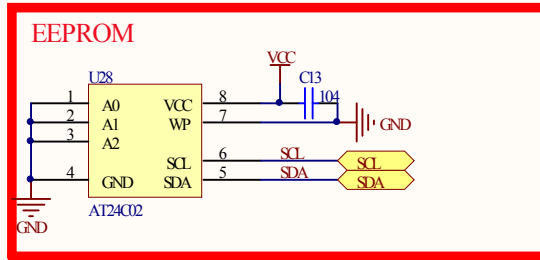 EEPROM
VCC
U28
C13
1 A0 VCC 8 104
2 A1 WP 7
3 A2
GND
SCL 6 SCL SCL
4 GND SDA 5 SDA SDA
AT24C02
GND